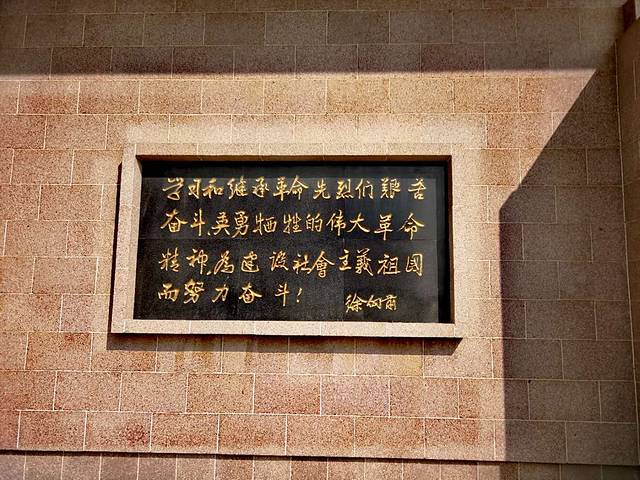 学习和继承革命先烈们艰苦
奋斗、英勇牺牲的伟大革命
精神,为建设社會主義祖国
而努力奋斗!
徐向前